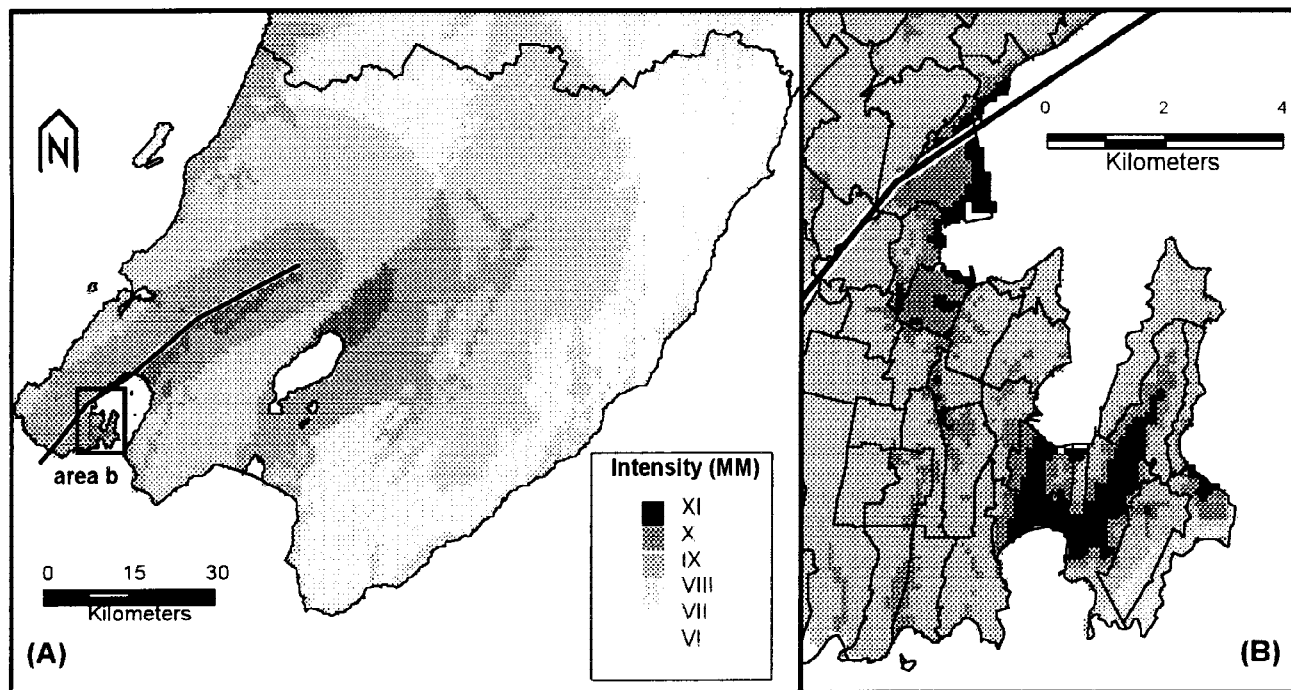 N
area b
0 15 30
Kilometers
(A)
Intensity (MM)
XI
X
IX
VIII
VII
VI
0 2 4
Kilometers
(B)